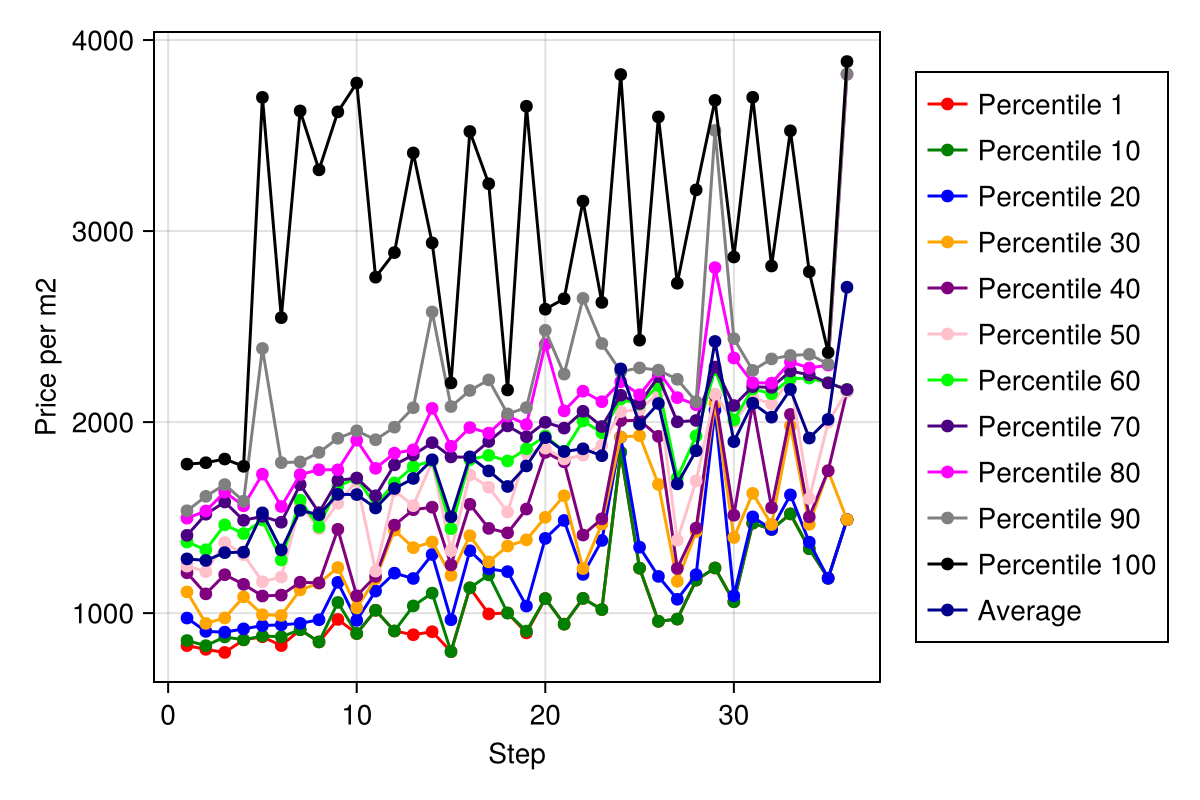 4000
3000
2000
1000
Price per m2
0
10
20
30
Step
Percentile 1
Percentile 10
Percentile 20
Percentile 30
Percentile 40
Percentile 50
Percentile 60
Percentile 70
Percentile 80
Percentile 90
Percentile 100
Average